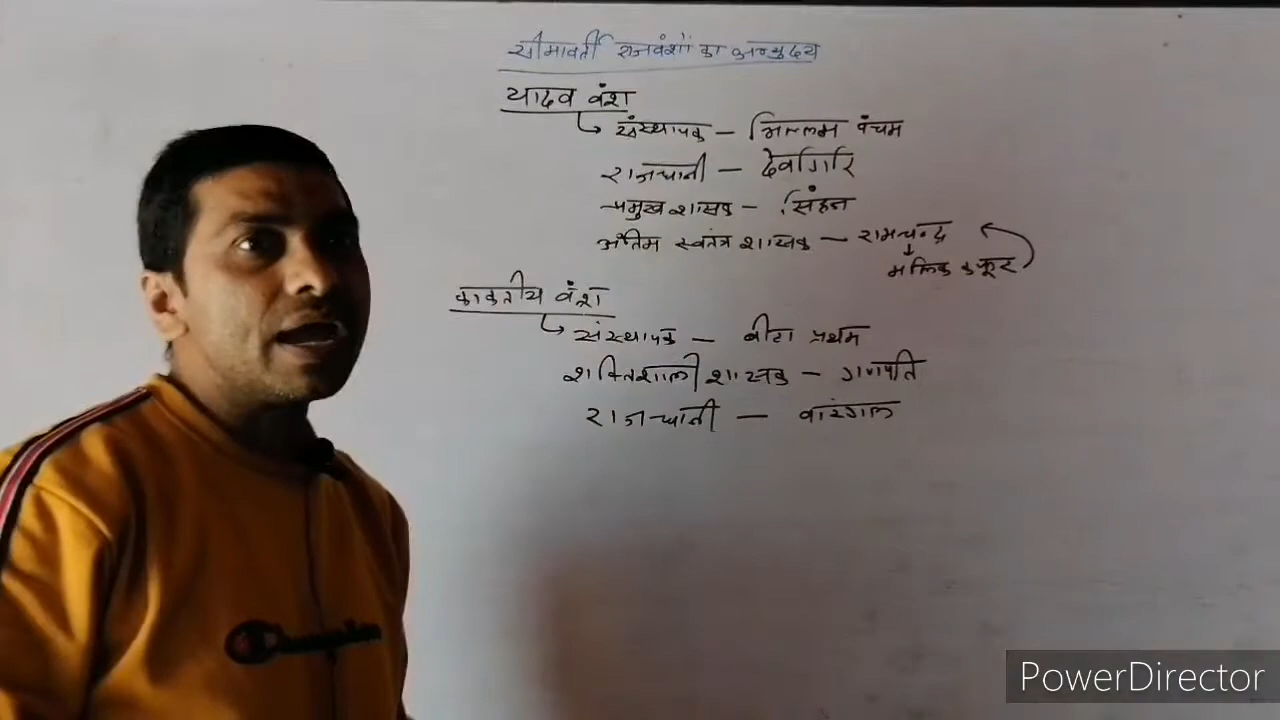 सीमावर्ती राजवंशों का अभ्युदय
यादव वंश
संस्थापक – भिल्लम पंचम
राजधानी – देवगिरि
प्रमुख शासक – सिंहन
अंतिम स्वतंत्र शासक – रामचन्द्र
मलिक काफूर
काकतीय वंश
संस्थापक – बीटा प्रथम
शक्तिशाली शासक – गणपति
राजधानी – वारंगल
Champion
PowerDirector